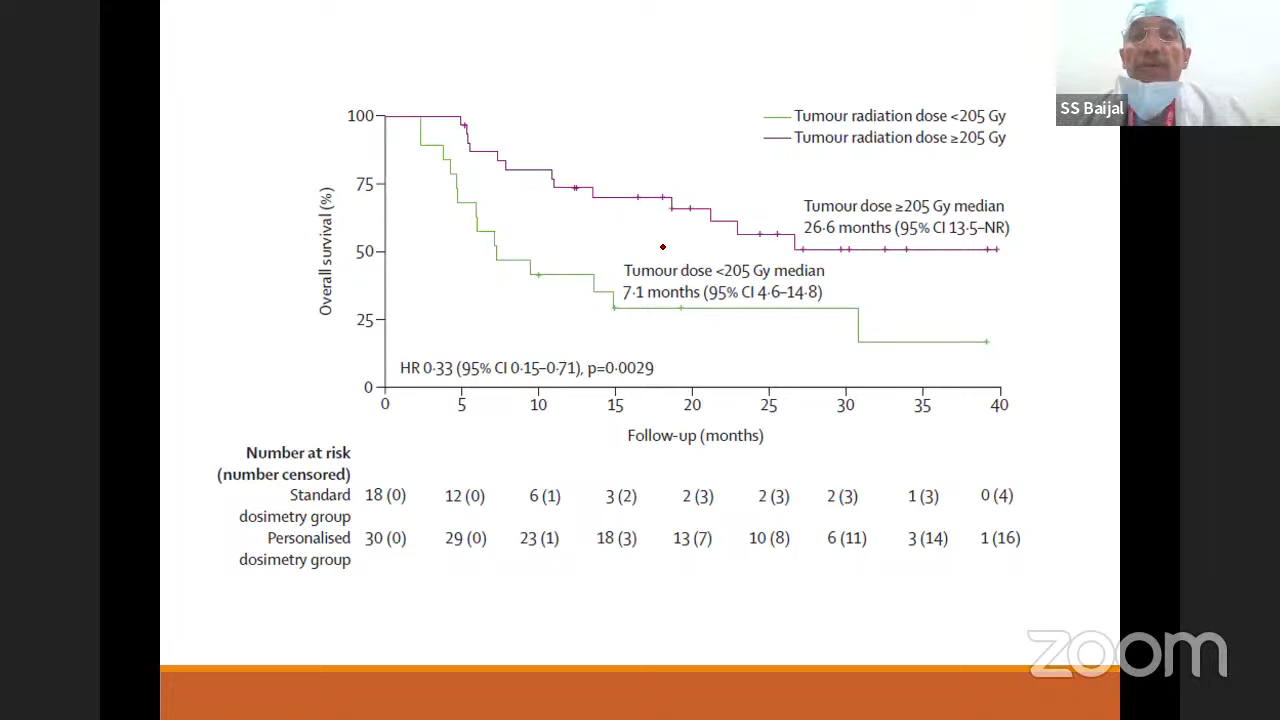 SS Baijal
100
75
50
25
0
Overall survival (%)
Tumour radiation dose <205 Gy
Tumour radiation dose ≥205 Gy
Tumour dose ≥205 Gy median
26·6 months (95% CI 13·5–NR)
Tumour dose <205 Gy median
7·1 months (95% CI 4·6–14·8)
HR 0·33 (95% CI 0·15–0·71), p=0·0029
0 5 10 15 20 25 30 35 40
Follow-up (months)
Number at risk
(number censored)
Standard 18 (0) 12 (0) 6 (1) 3 (2) 2 (3) 2 (3) 2 (3) 1 (3) 0 (4)
dosimetry group
Personalised 30 (0) 29 (0) 23 (1) 18 (3) 13 (7) 10 (8) 6 (11) 3 (14) 1 (16)
dosimetry group
zoom